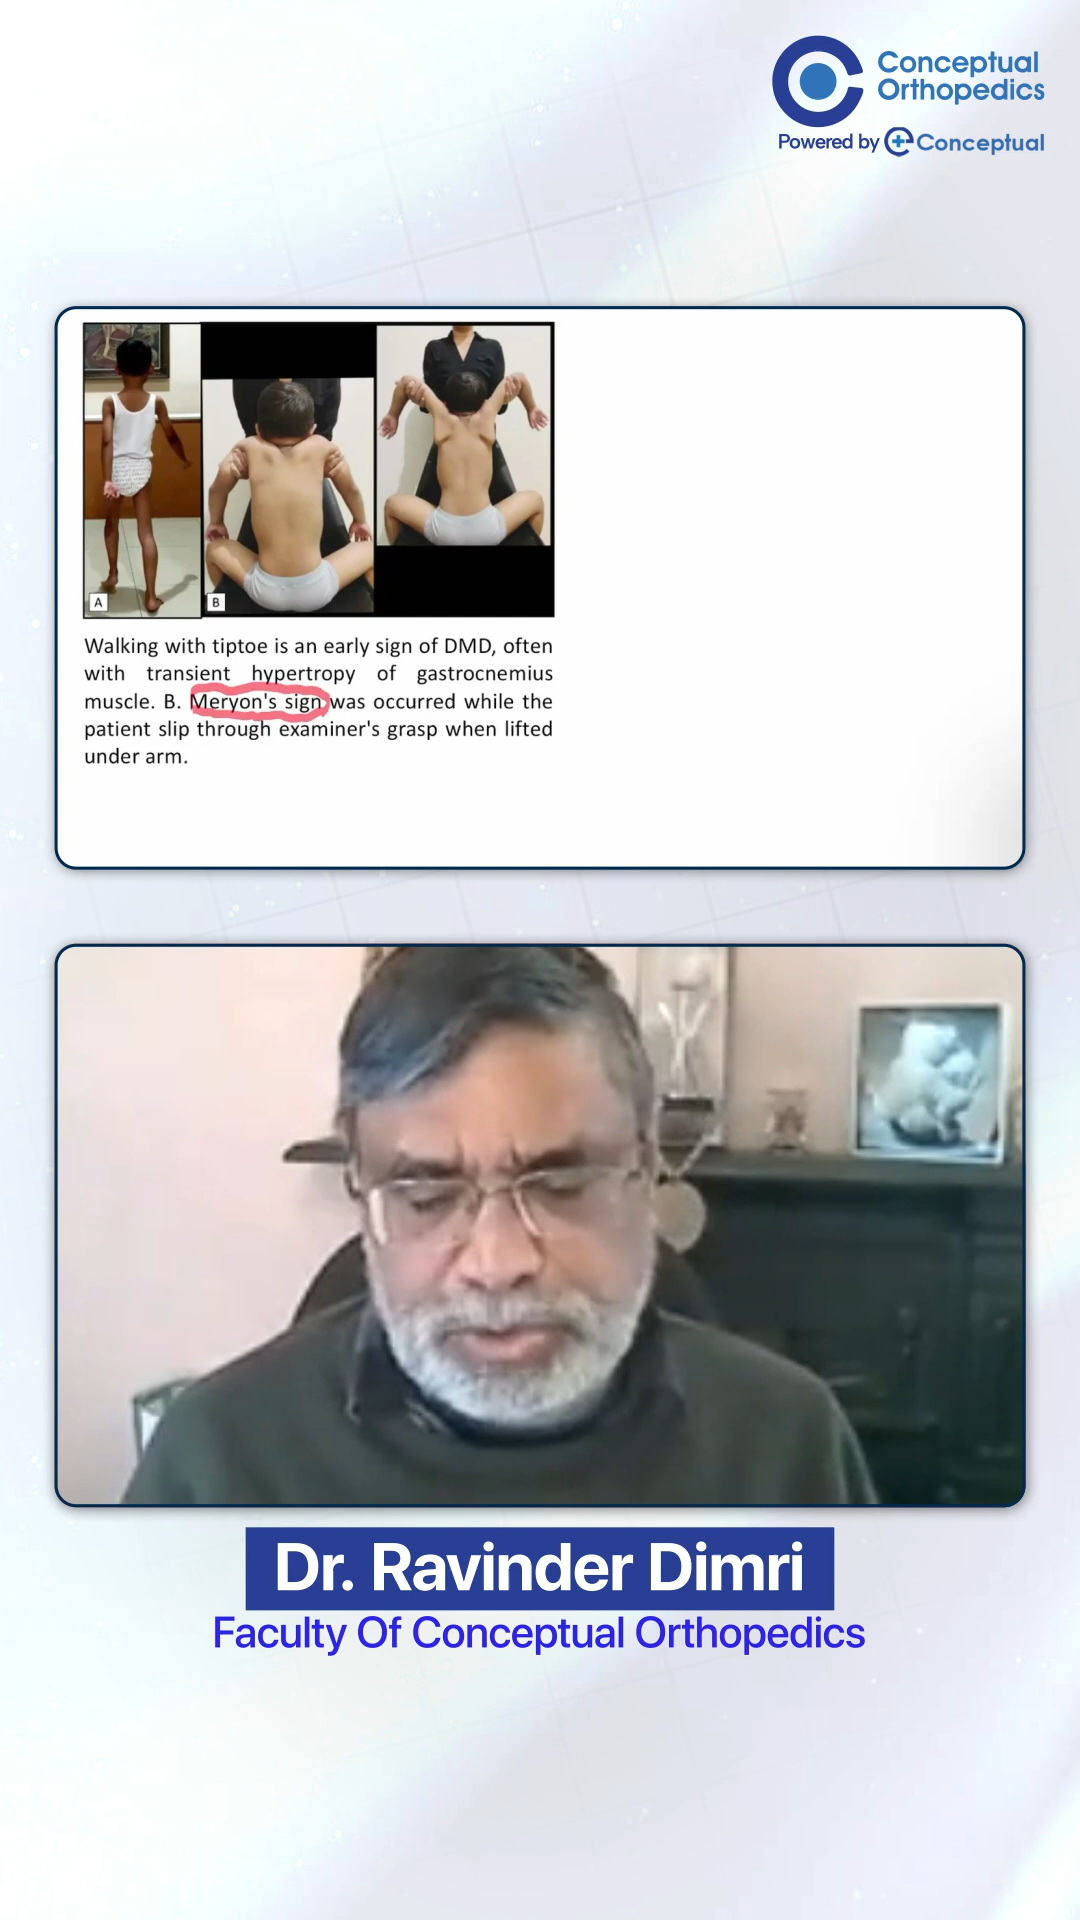 Conceptual
Orthopedics
Powered by Conceptual
A
B
Walking with tiptoe is an early sign of DMD, often
with transient hypertropy of gastrocnemius
muscle. B. Meryon's sign was occurred while the
patient slip through examiner's grasp when lifted
under arm.
Dr. Ravinder Dimri
Faculty Of Conceptual Orthopedics